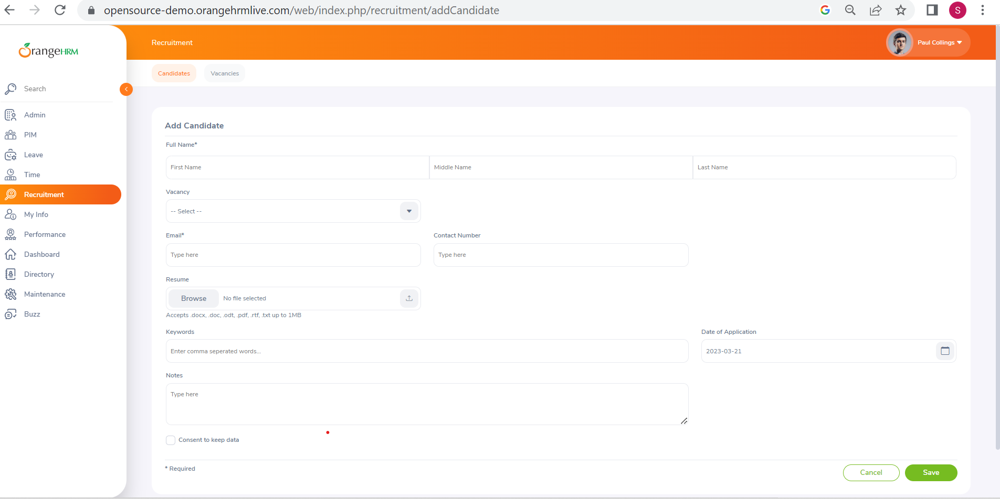 opensource-demo.orangehrmlive.com/web/index.php/recruitment/addCandidate
S
OrangeHRM
Recruitment
Paul Collings
Candidates
Vacancies
Search
Admin
PIM
Leave
Time
Recruitment
My Info
Performance
Dashboard
Directory
Maintenance
Buzz
Add Candidate
Full Name*
First Name
Middle Name
Last Name
Vacancy
-- Select --
Email*
Contact Number
Type here
Type here
Resume
Browse
No file selected
Accepts .docx, .doc, .odt, .pdf, .rtf, .txt up to 1MB
Keywords
Date of Application
Enter comma seperated words...
2023-03-21
Notes
Type here
Consent to keep data
* Required
Cancel
Save